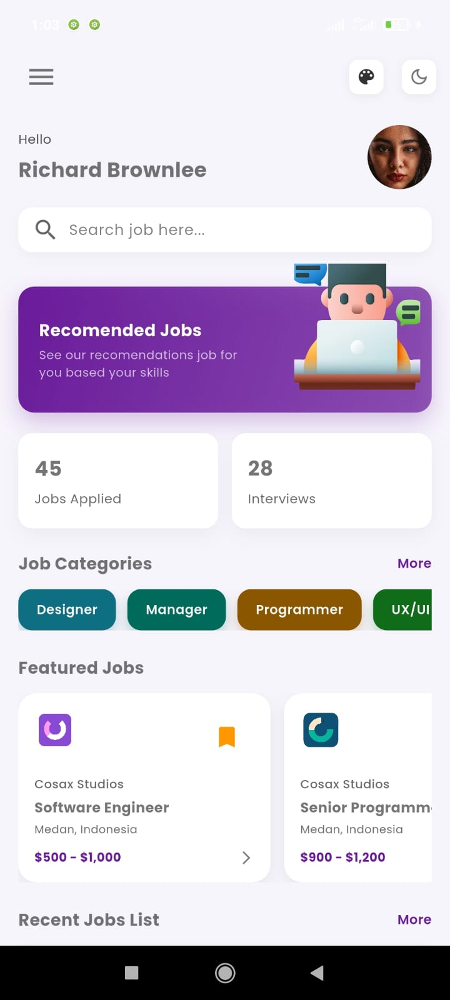 1:03
Hello
Richard Brownlee
Search job here...
Recomended Jobs
See our recomendations job for
you based your skills
45
Jobs Applied
28
Interviews
Job Categories
More
Designer
Manager
Programmer
UX/UI
Featured Jobs
Cosax Studios
Software Engineer
Medan, Indonesia
$500 - $1,000
Cosax Studios
Senior Programm
Medan, Indonesia
$900 - $1,200
Recent Jobs List
More